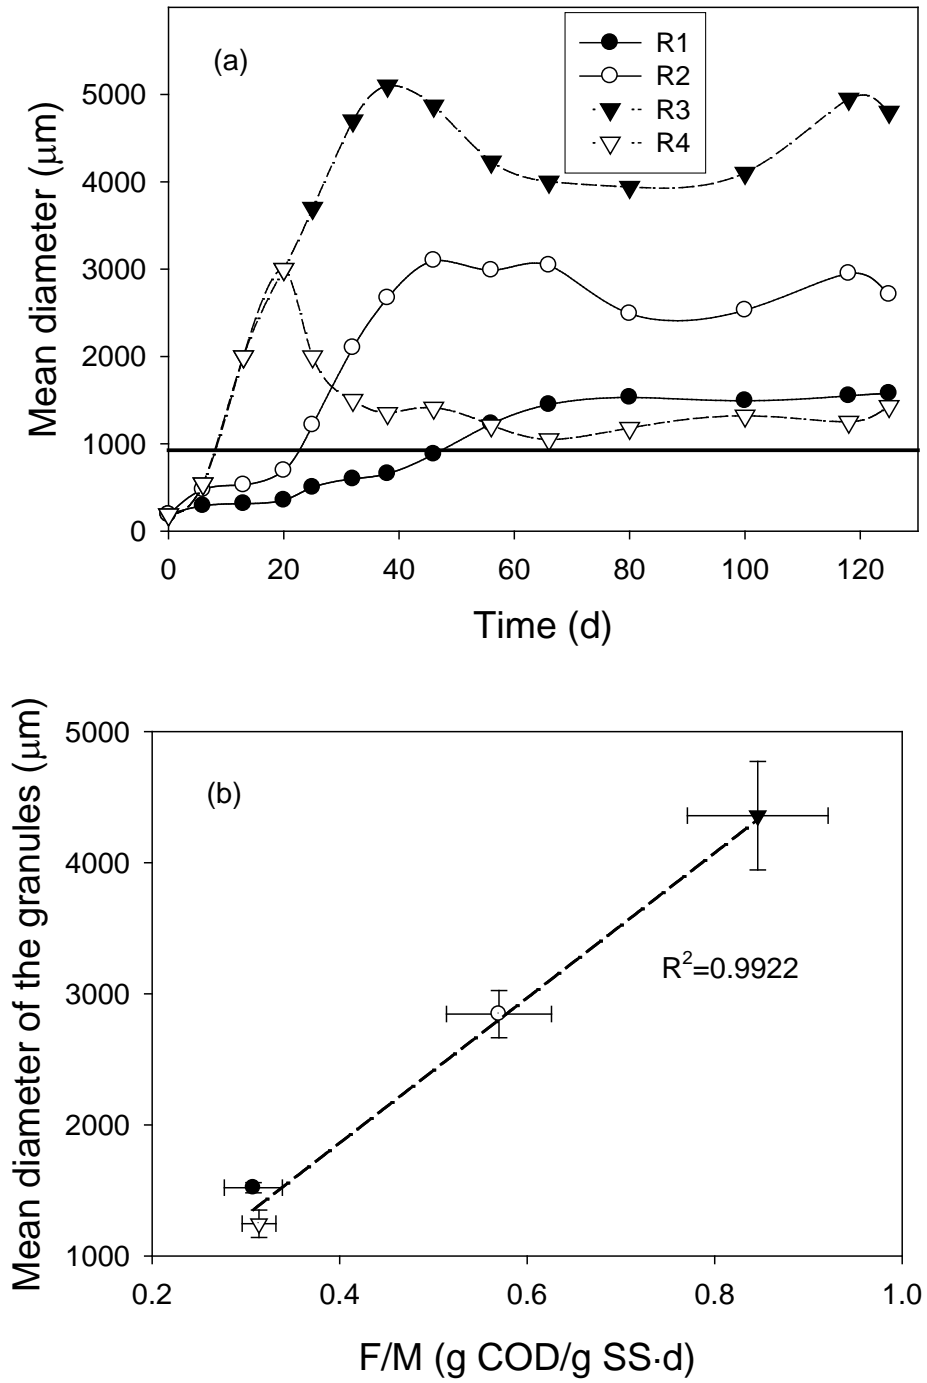 (a)
R1
R2
R3
R4
5000
4000
3000
2000
1000
0
Mean diameter (μm)
0 20 40 60 80 100 120
Time (d)
(b)
5000
4000
3000
2000
1000
Mean diameter of the granules (μm)
R²=0.9922
0.2 0.4 0.6 0.8 1.0
F/M (g COD/g SS·d)